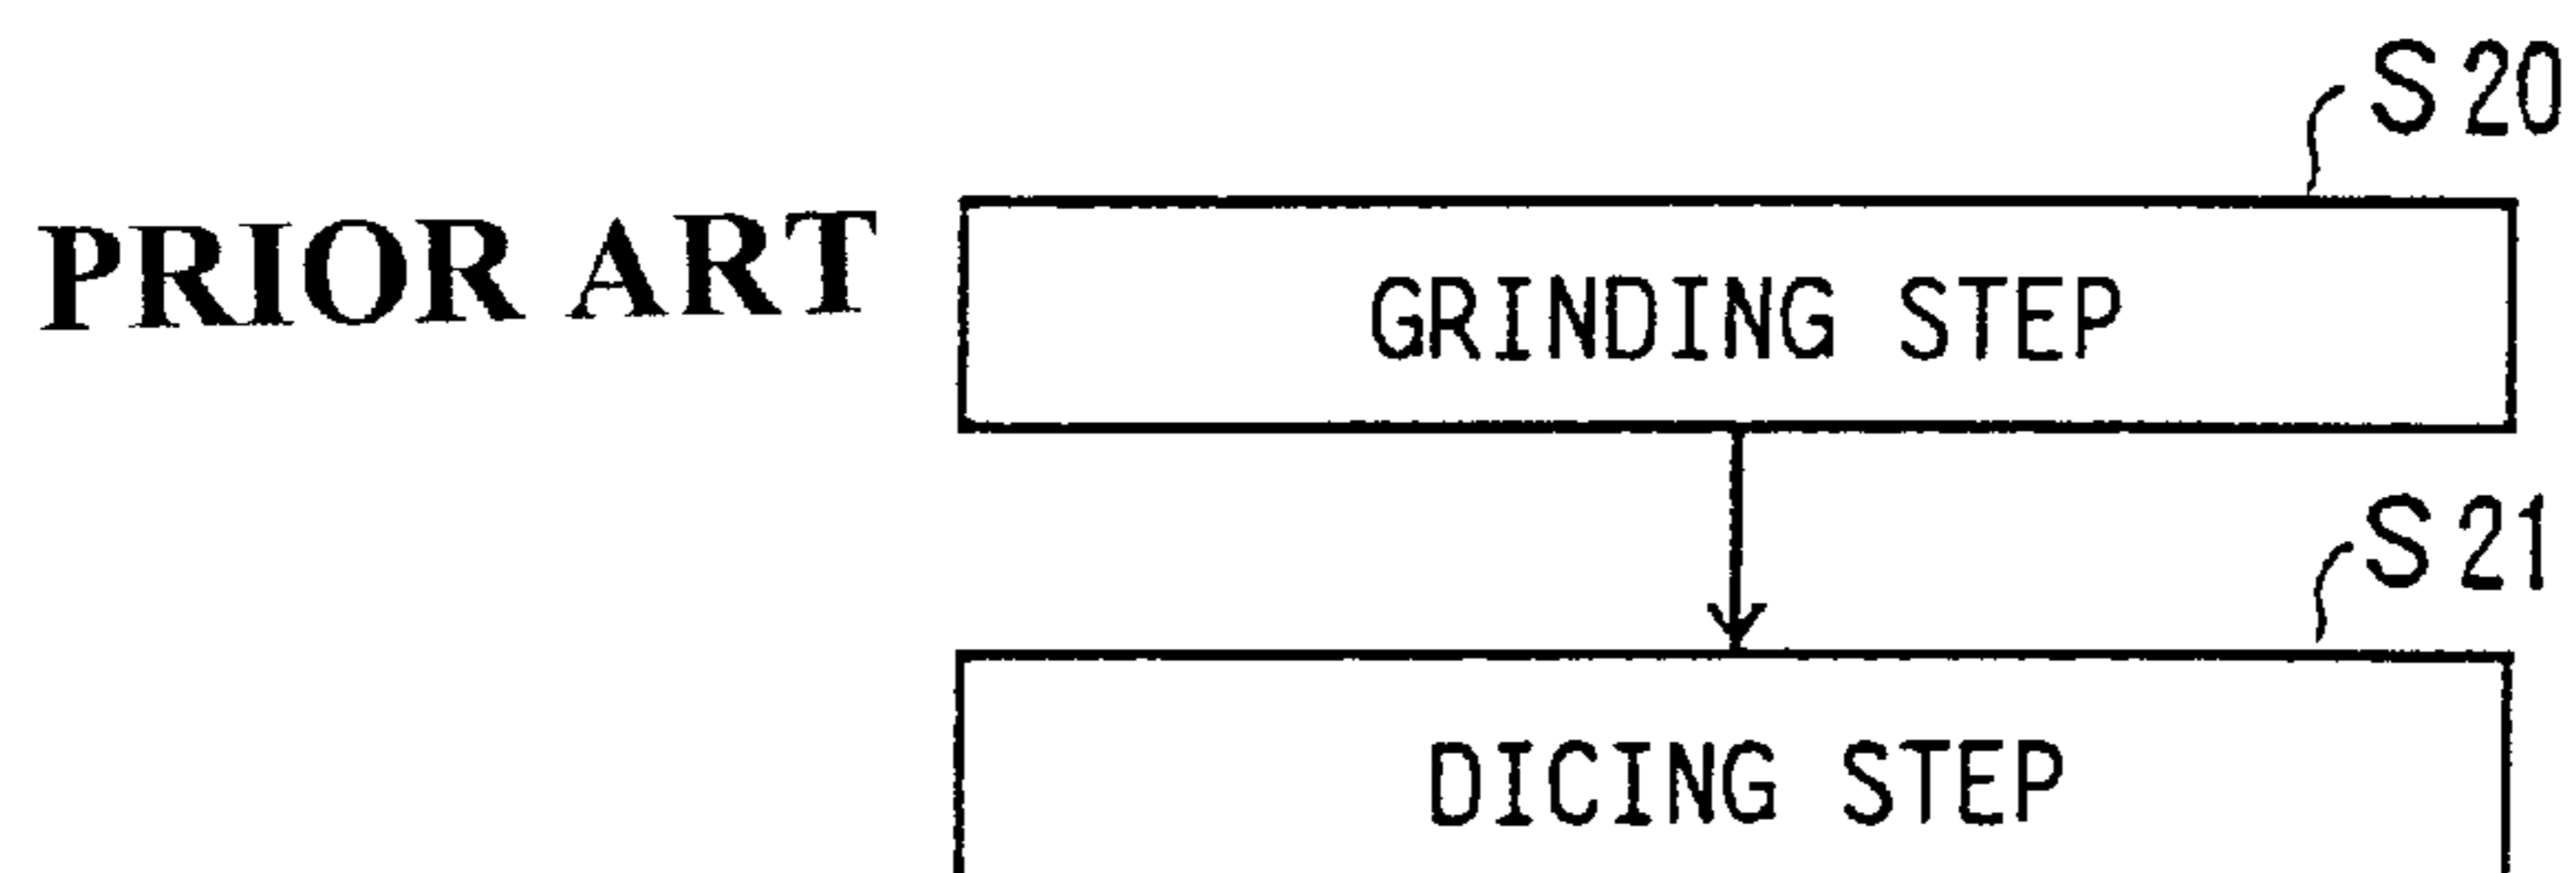 S20
PRIOR ART
GRINDING STEP
S21
DICING STEP